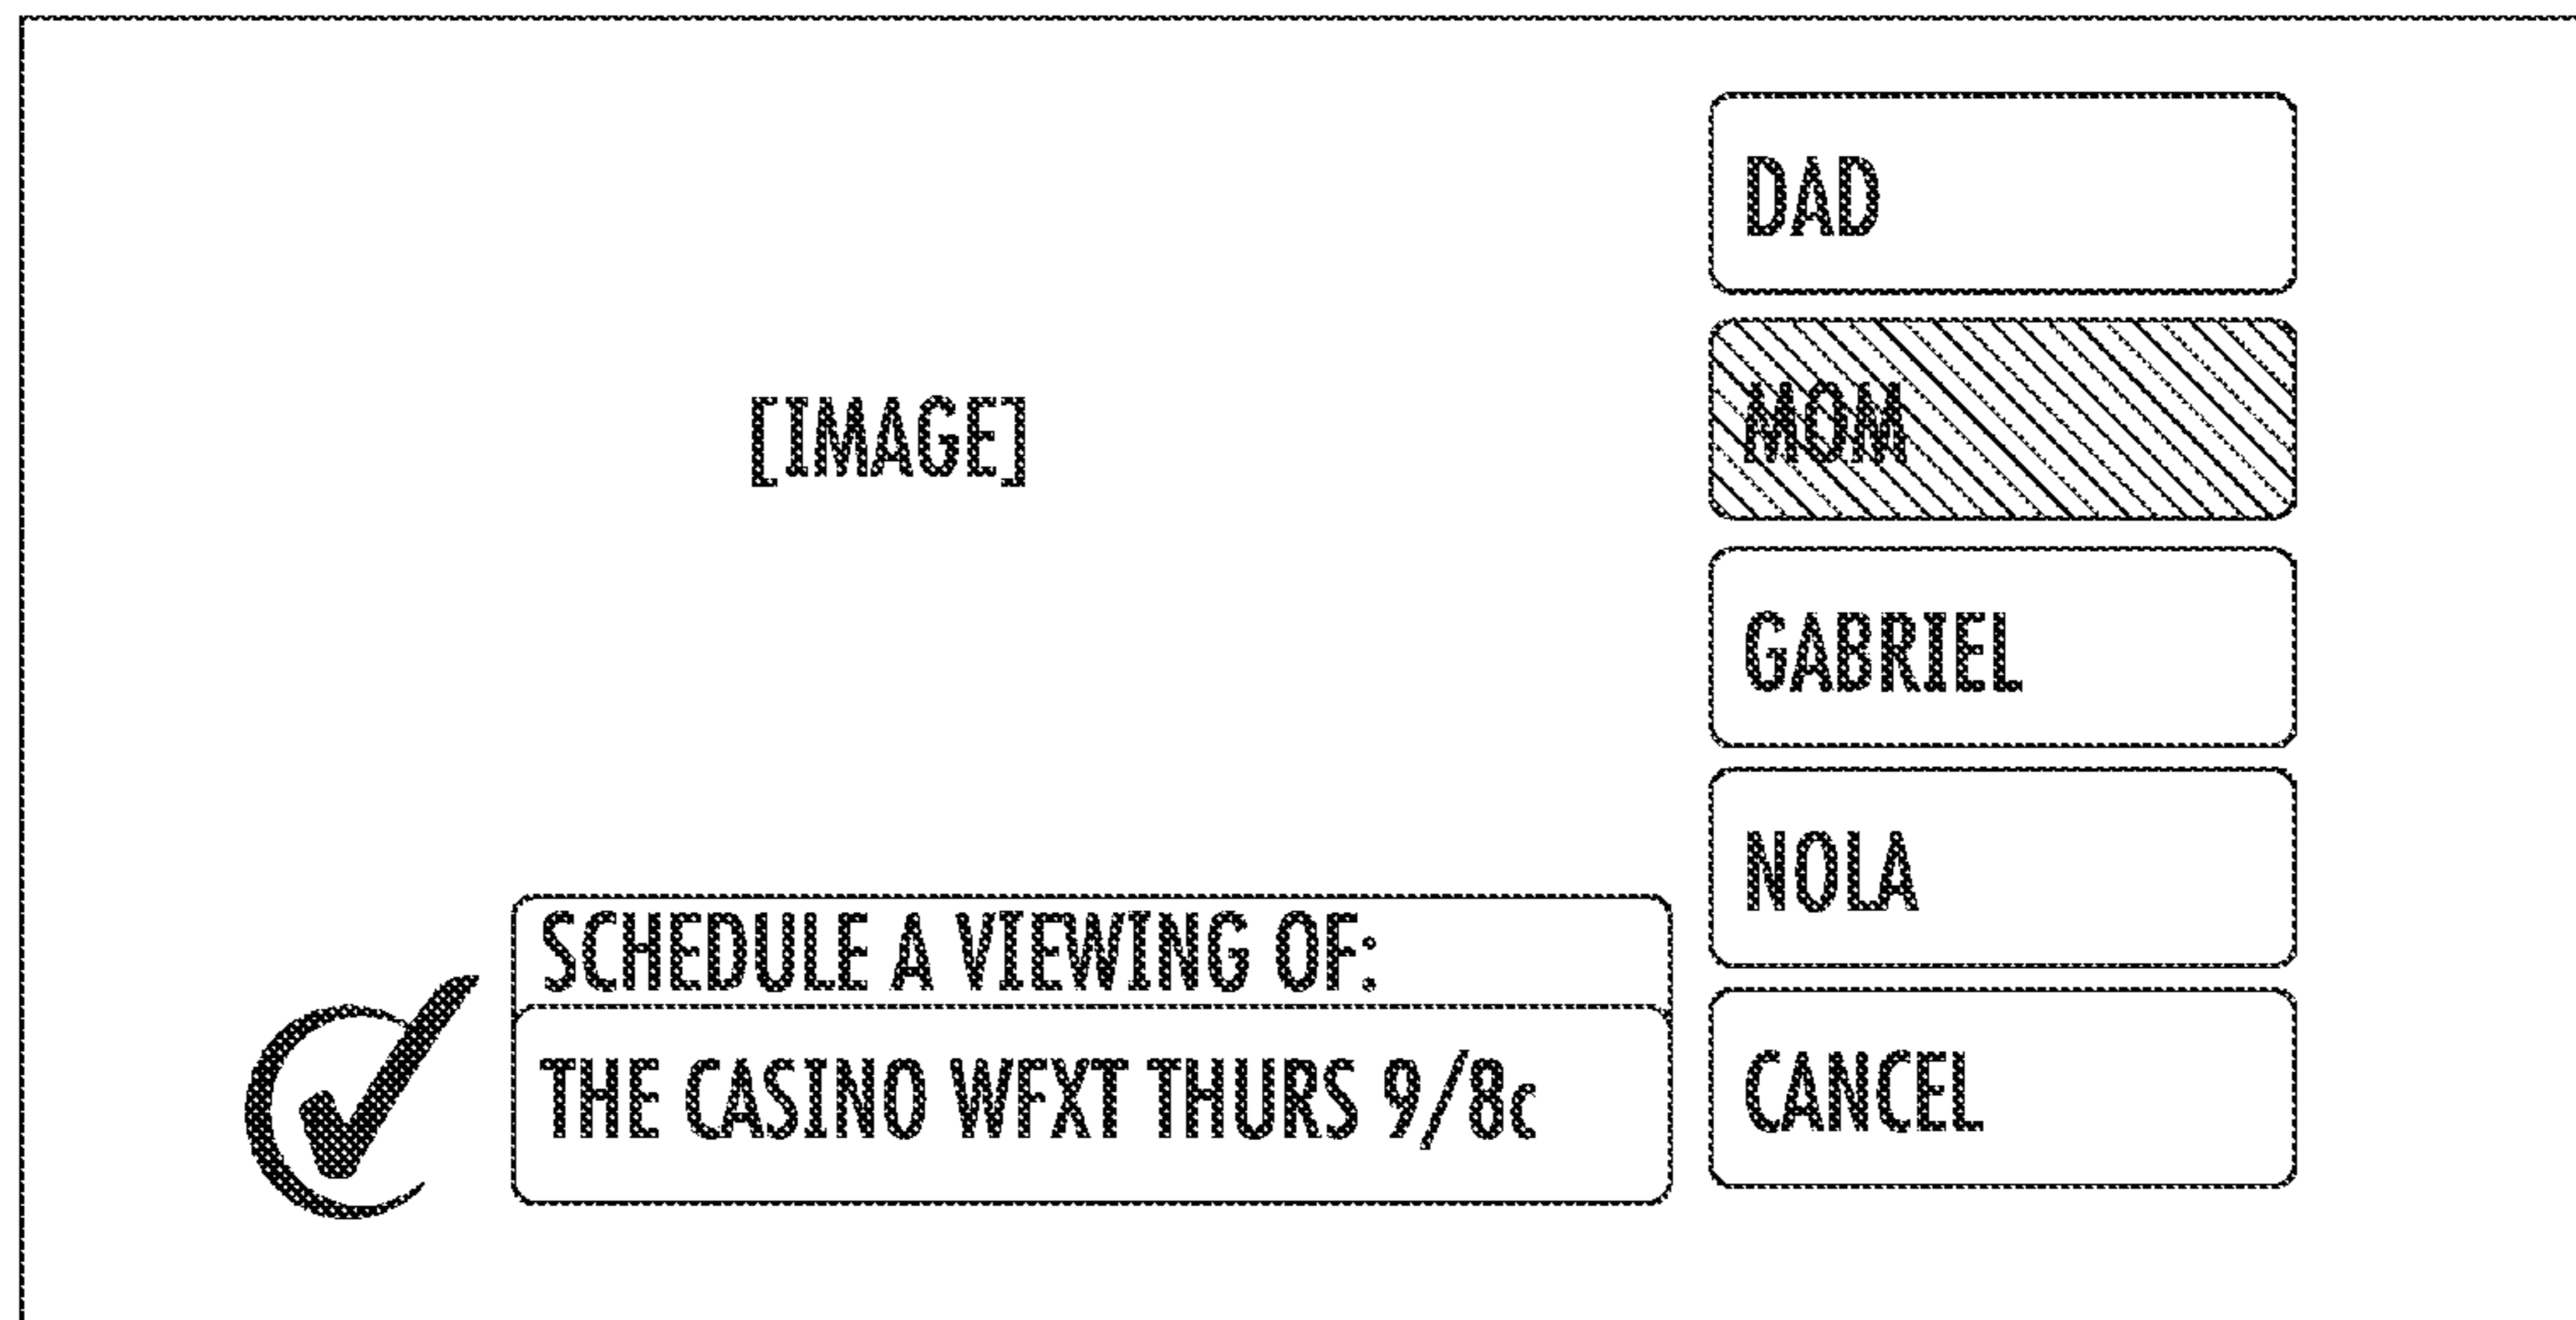 [IMAGE]
SCHEDULE A VIEWING OF:
THE CASINO WFXT THURS 9/8c
DAD
MOM
GABRIEL
NOLA
CANCEL